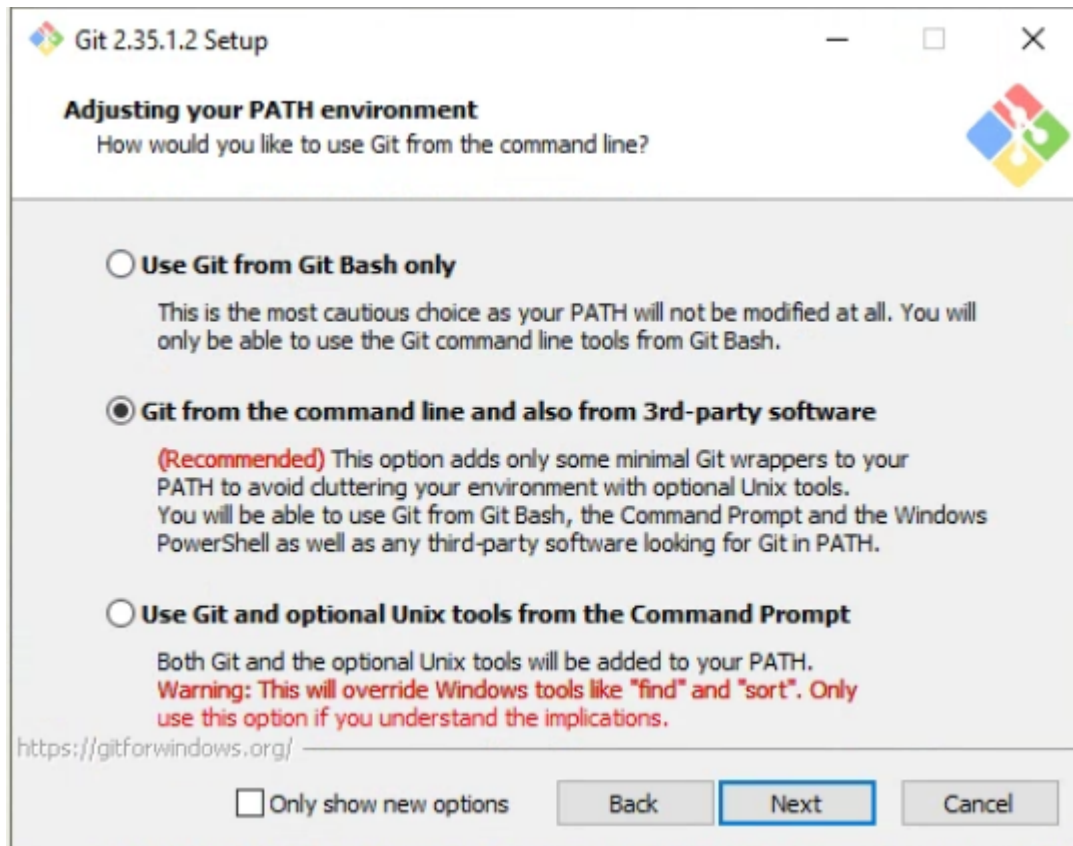 Git 2.35.1.2 Setup
Adjusting your PATH environment
How would you like to use Git from the command line?
Use Git from Git Bash only
This is the most cautious choice as your PATH will not be modified at all. You will
only be able to use the Git command line tools from Git Bash.
Git from the command line and also from 3rd-party software
(Recommended) This option adds only some minimal Git wrappers to your
PATH to avoid cluttering your environment with optional Unix tools.
You will be able to use Git from Git Bash, the Command Prompt and the Windows
PowerShell as well as any third-party software looking for Git in PATH.
Use Git and optional Unix tools from the Command Prompt
Both Git and the optional Unix tools will be added to your PATH.
Warning: This will override Windows tools like "find" and "sort". Only
use this option if you understand the implications.
https://gitforwindows.org/
Only show new options Back Next Cancel